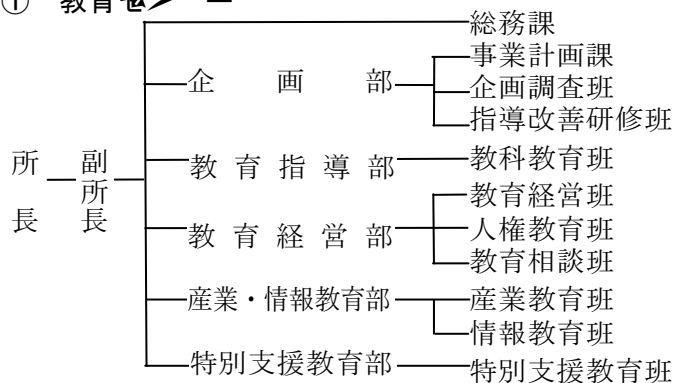 ① 教育セ
総務課
企画部
事業計画課
企画調査班
指導改善研修班
所長
副所長
教育指導部
教科教育班
教育経営部
教育経営班
人権教育班
教育相談班
産業・情報教育部
産業教育班
情報教育班
特別支援教育部
特別支援教育班